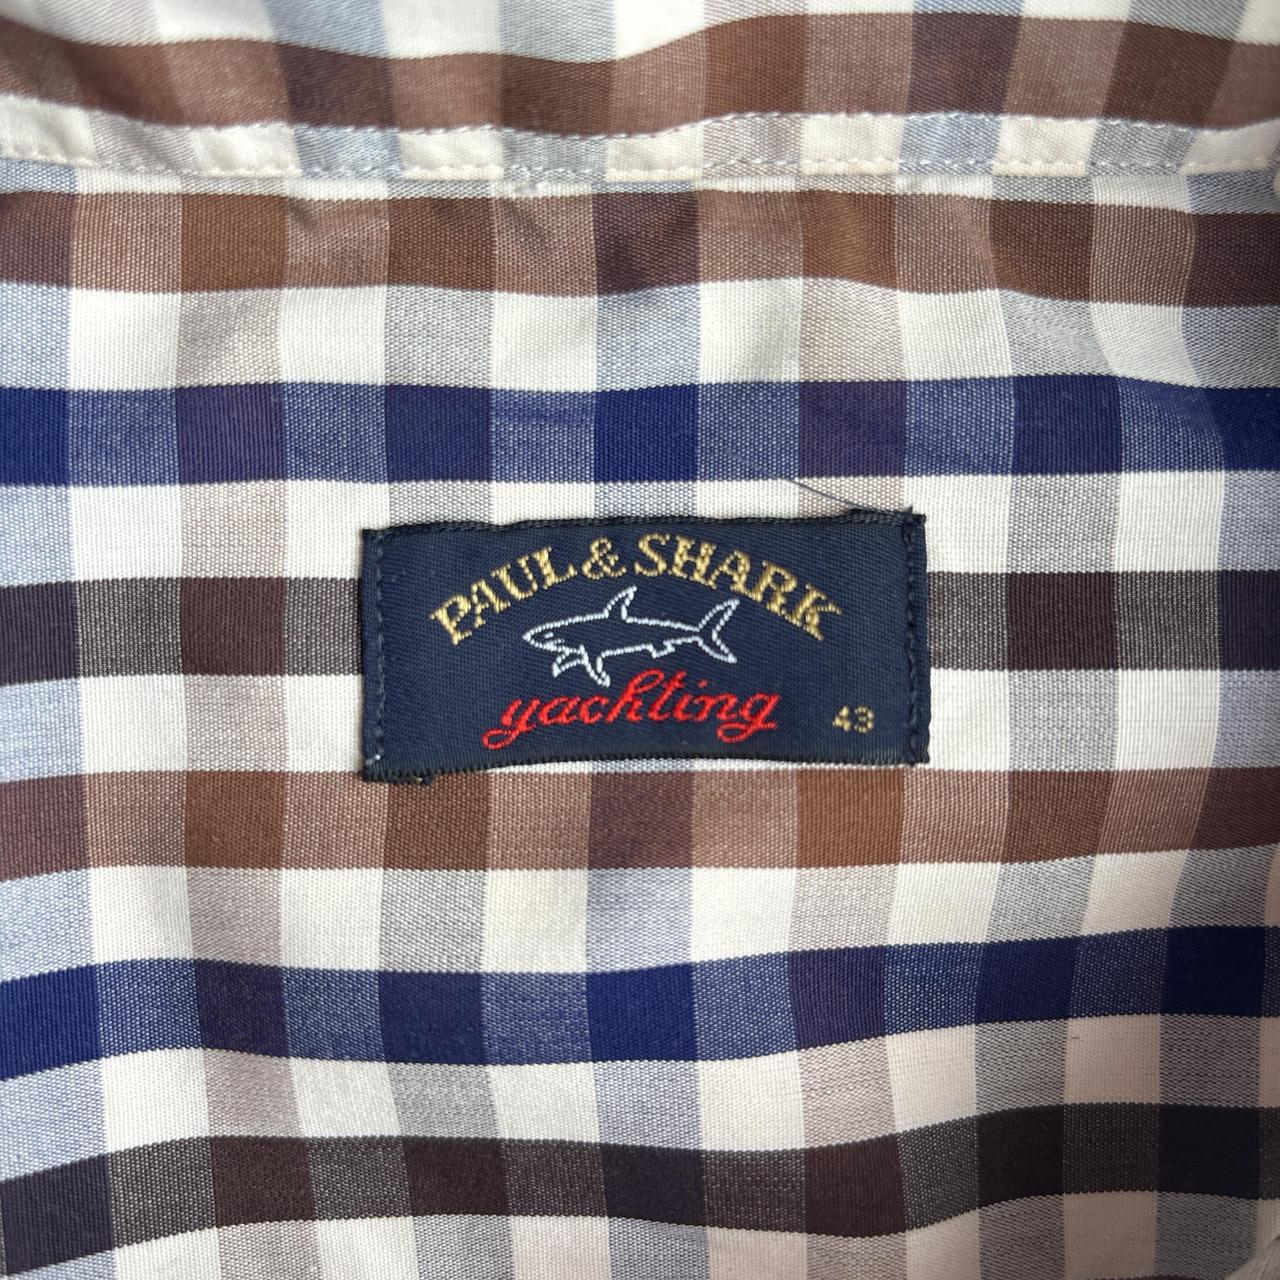 PAUL & SHARK
yachting
43